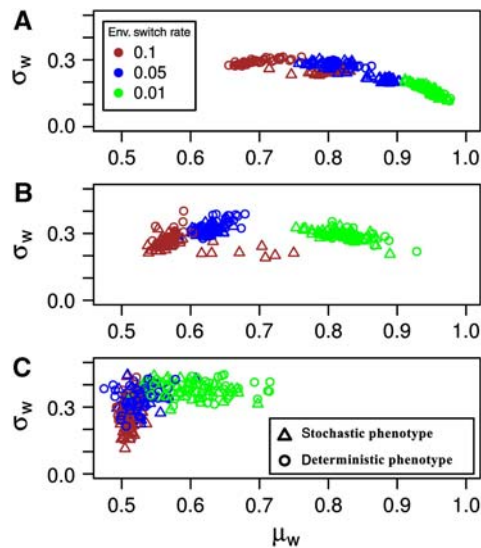 A
Env. switch rate
0.1
0.05
0.01
σw
0.3
0.0
0.5 0.6 0.7 0.8 0.9 1.0
B
σw
0.3
0.0
0.5 0.6 0.7 0.8 0.9 1.0
C
σw
0.3
0.0
Stochastic phenotype
Deterministic phenotype
0.5 0.6 0.7 0.8 0.9 1.0
μw